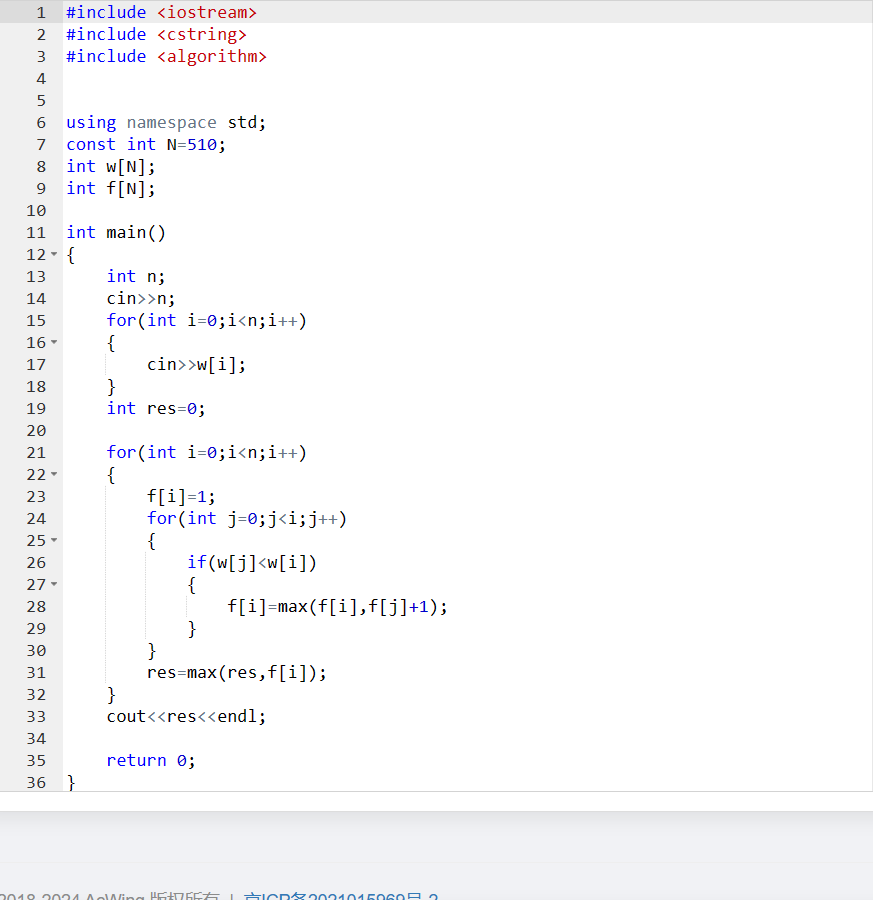 1 #include <iostream>
2 #include <cstring>
3 #include <algorithm>
4
5
6 using namespace std;
7 const int N=510;
8 int w[N];
9 int f[N];
10
11 int main()
12 {
13     int n;
14     cin>>n;
15     for(int i=0;i<n;i++)
16     {
17         cin>>w[i];
18     }
19     int res=0;
20
21     for(int i=0;i<n;i++)
22     {
23         f[i]=1;
24         for(int j=0;j<i;j++)
25         {
26             if(w[j]<w[i])
27             {
28                 f[i]=max(f[i],f[j]+1);
29             }
30         }
31         res=max(res,f[i]);
32     }
33     cout<<res<<endl;
34
35     return 0;
36 }
2018-2024 AcWing 版权所有 | 京ICP备2021015969号-2